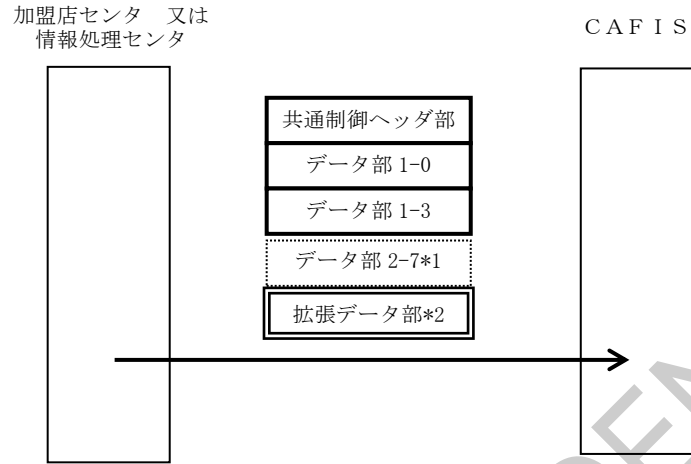 加盟店センタ　又は
情報処理センタ
ＣＡＦＩＳ
共通制御ヘッダ部
データ部 1-0
データ部 1-3
データ部 2-7*1
拡張データ部*2